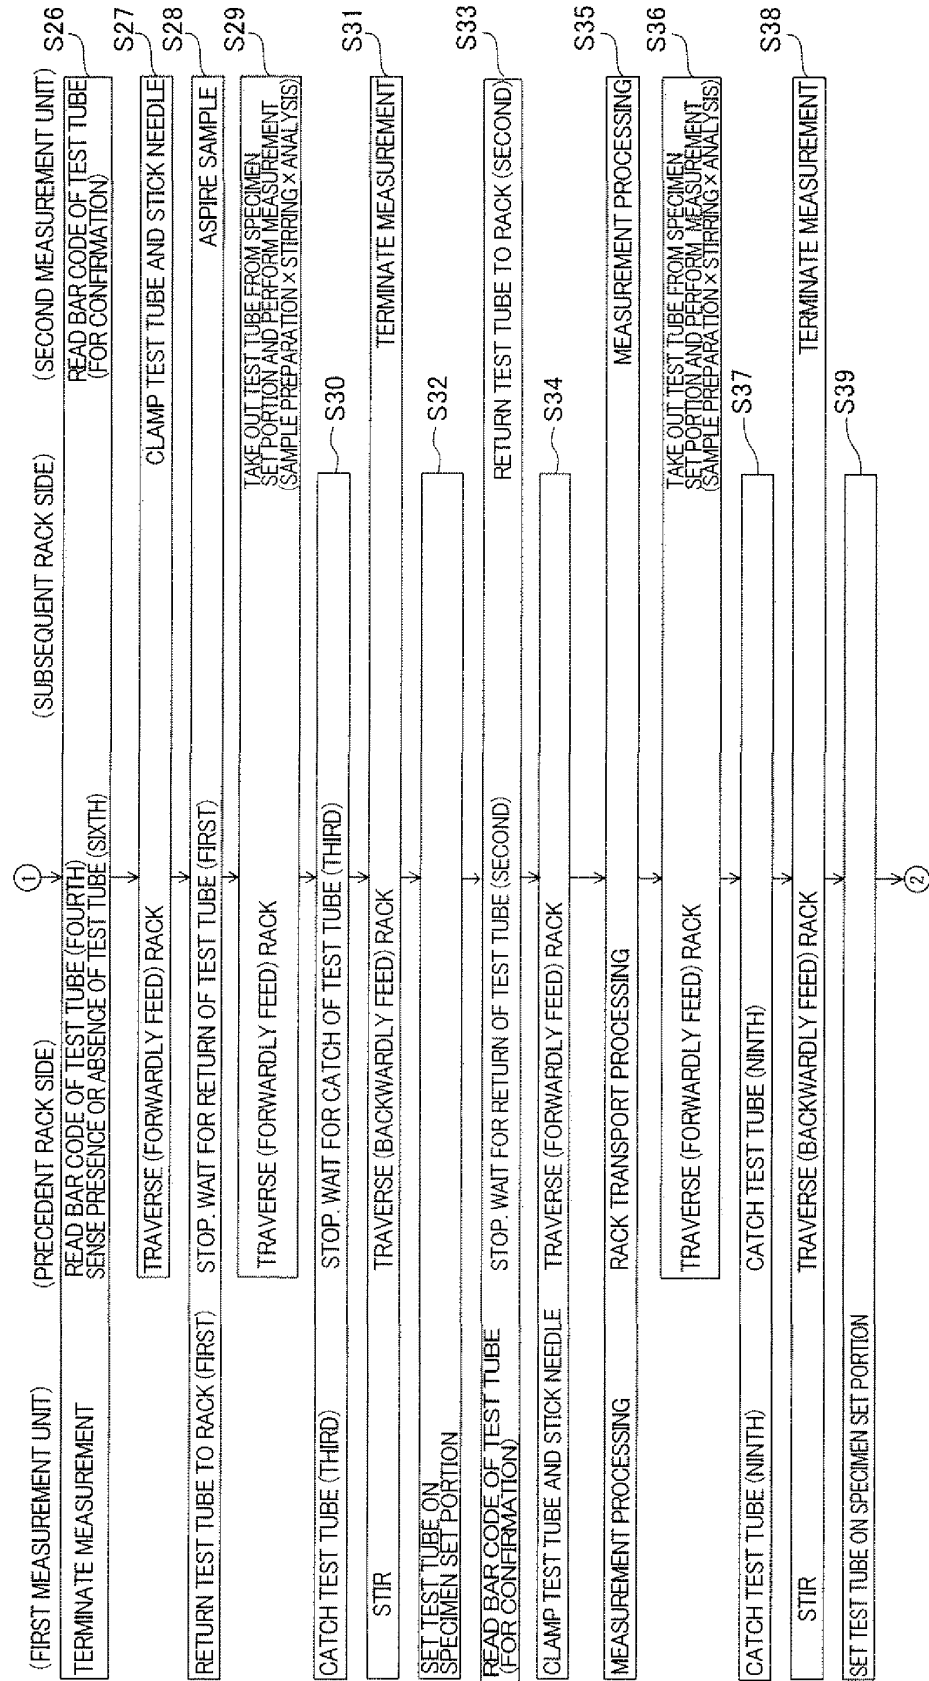 ①
(FIRST MEASUREMENT UNIT)
(PRECEDENT RACK SIDE)
(SUBSEQUENT RACK SIDE)
(SECOND MEASUREMENT UNIT)
TERMINATE MEASUREMENT
READ BAR CODE OF TEST TUBE (FOURTH)
SENSE PRESENCE OR ABSENCE OF TEST TUBE (SIXTH)
READ BAR CODE OF TEST TUBE
(FOR CONFIRMATION)
S26
TRAVERSE (FORWARDLY FEED) RACK
CLAMP TEST TUBE AND STICK NEEDLE
S27
RETURN TEST TUBE TO RACK (FIRST)
STOP. WAIT FOR RETURN OF TEST TUBE (FIRST)
ASPIRE SAMPLE
S28
TRAVERSE (FORWARDLY FEED) RACK
TAKE OUT TEST TUBE FROM SPECIMEN
SET PORTION AND PERFORM MEASUREMENT
(SAMPLE PREPARATION × STIRRING × ANALYSIS)
S29
CATCH TEST TUBE (THIRD)
STOP. WAIT FOR CATCH OF TEST TUBE (THIRD)
S30
STIR
TRAVERSE (BACKWARDLY FEED) RACK
TERMINATE MEASUREMENT
S31
SET TEST TUBE ON
SPECIMEN SET PORTION
S32
READ BAR CODE OF TEST TUBE
(FOR CONFIRMATION)
STOP. WAIT FOR RETURN OF TEST TUBE (SECOND)
RETURN TEST TUBE TO RACK (SECOND)
S33
CLAMP TEST TUBE AND STICK NEEDLE
TRAVERSE (FORWARDLY FEED) RACK
S34
MEASUREMENT PROCESSING
RACK TRANSPORT PROCESSING
MEASUREMENT PROCESSING
S35
TRAVERSE (FORWARDLY FEED) RACK
TAKE OUT TEST TUBE FROM SPECIMEN
SET PORTION AND PERFORM MEASUREMENT
(SAMPLE PREPARATION × STIRRING × ANALYSIS)
S36
CATCH TEST TUBE (NINTH)
CATCH TEST TUBE (NINTH)
S37
STIR
TRAVERSE (BACKWARDLY FEED) RACK
TERMINATE MEASUREMENT
S38
SET TEST TUBE ON SPECIMEN SET PORTION
S39
②